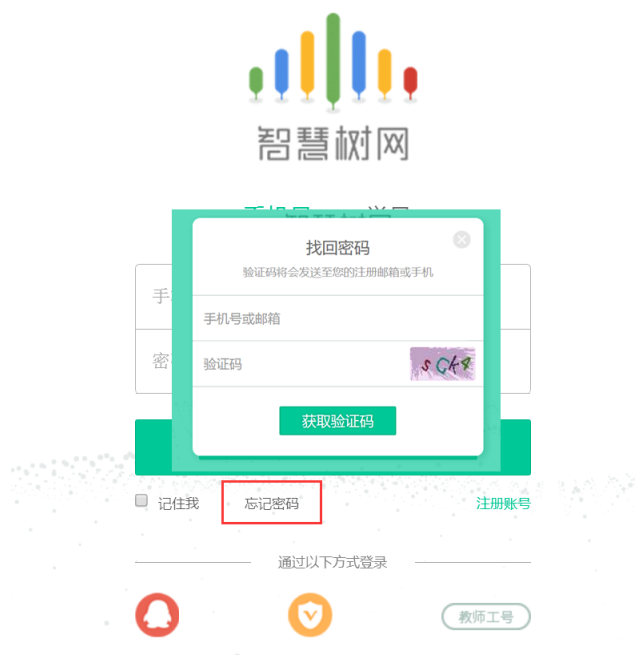 智慧树网
找回密码
验证码将会发送至您的注册邮箱或手机
手机号或邮箱
验证码
sCK4
获取验证码
记住我
忘记密码
注册账号
通过以下方式登录
教师工号